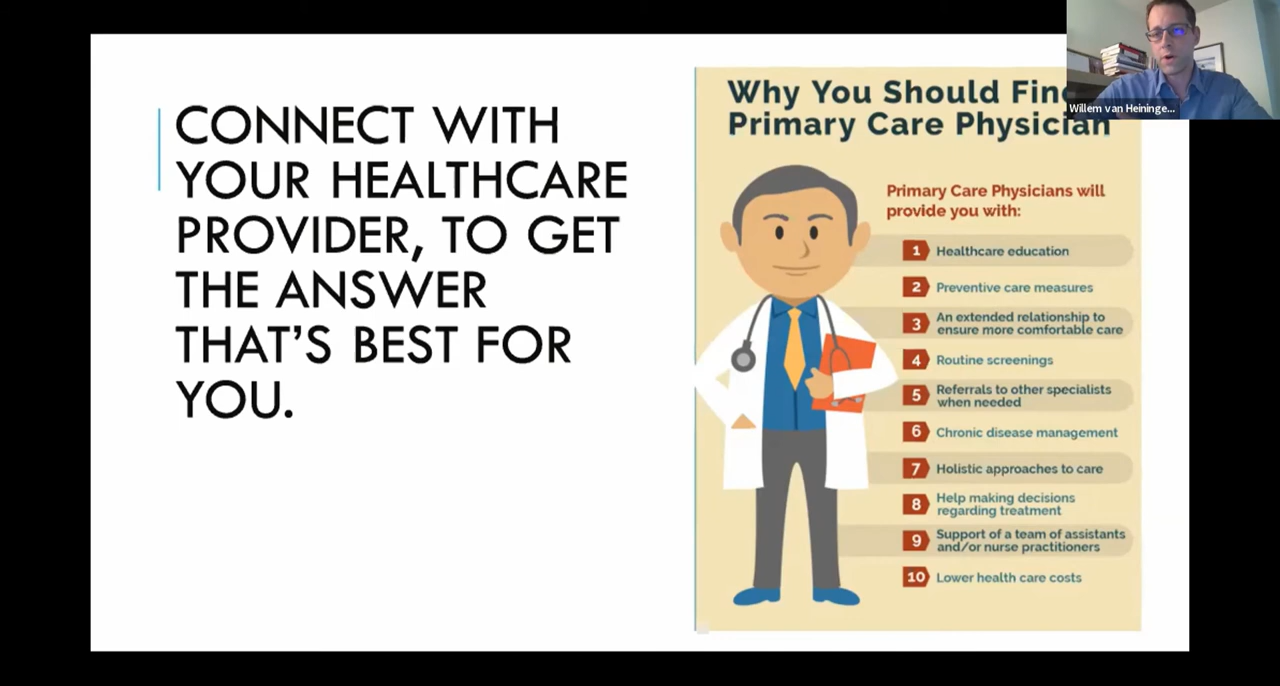 CONNECT WITH
YOUR HEALTHCARE
PROVIDER, TO GET
THE ANSWER
THAT'S BEST FOR
YOU.
Why You Should Find
Primary Care Physician
Primary Care Physicians will
provide you with:
1 Healthcare education
2 Preventive care measures
3 An extended relationship to
ensure more comfortable care
4 Routine screenings
5 Referrals to other specialists
when needed
6 Chronic disease management
7 Holistic approaches to care
8 Help making decisions
regarding treatment
9 Support of a team of assistants
and/or nurse practitioners
10 Lower health care costs
Willem van Heininge...